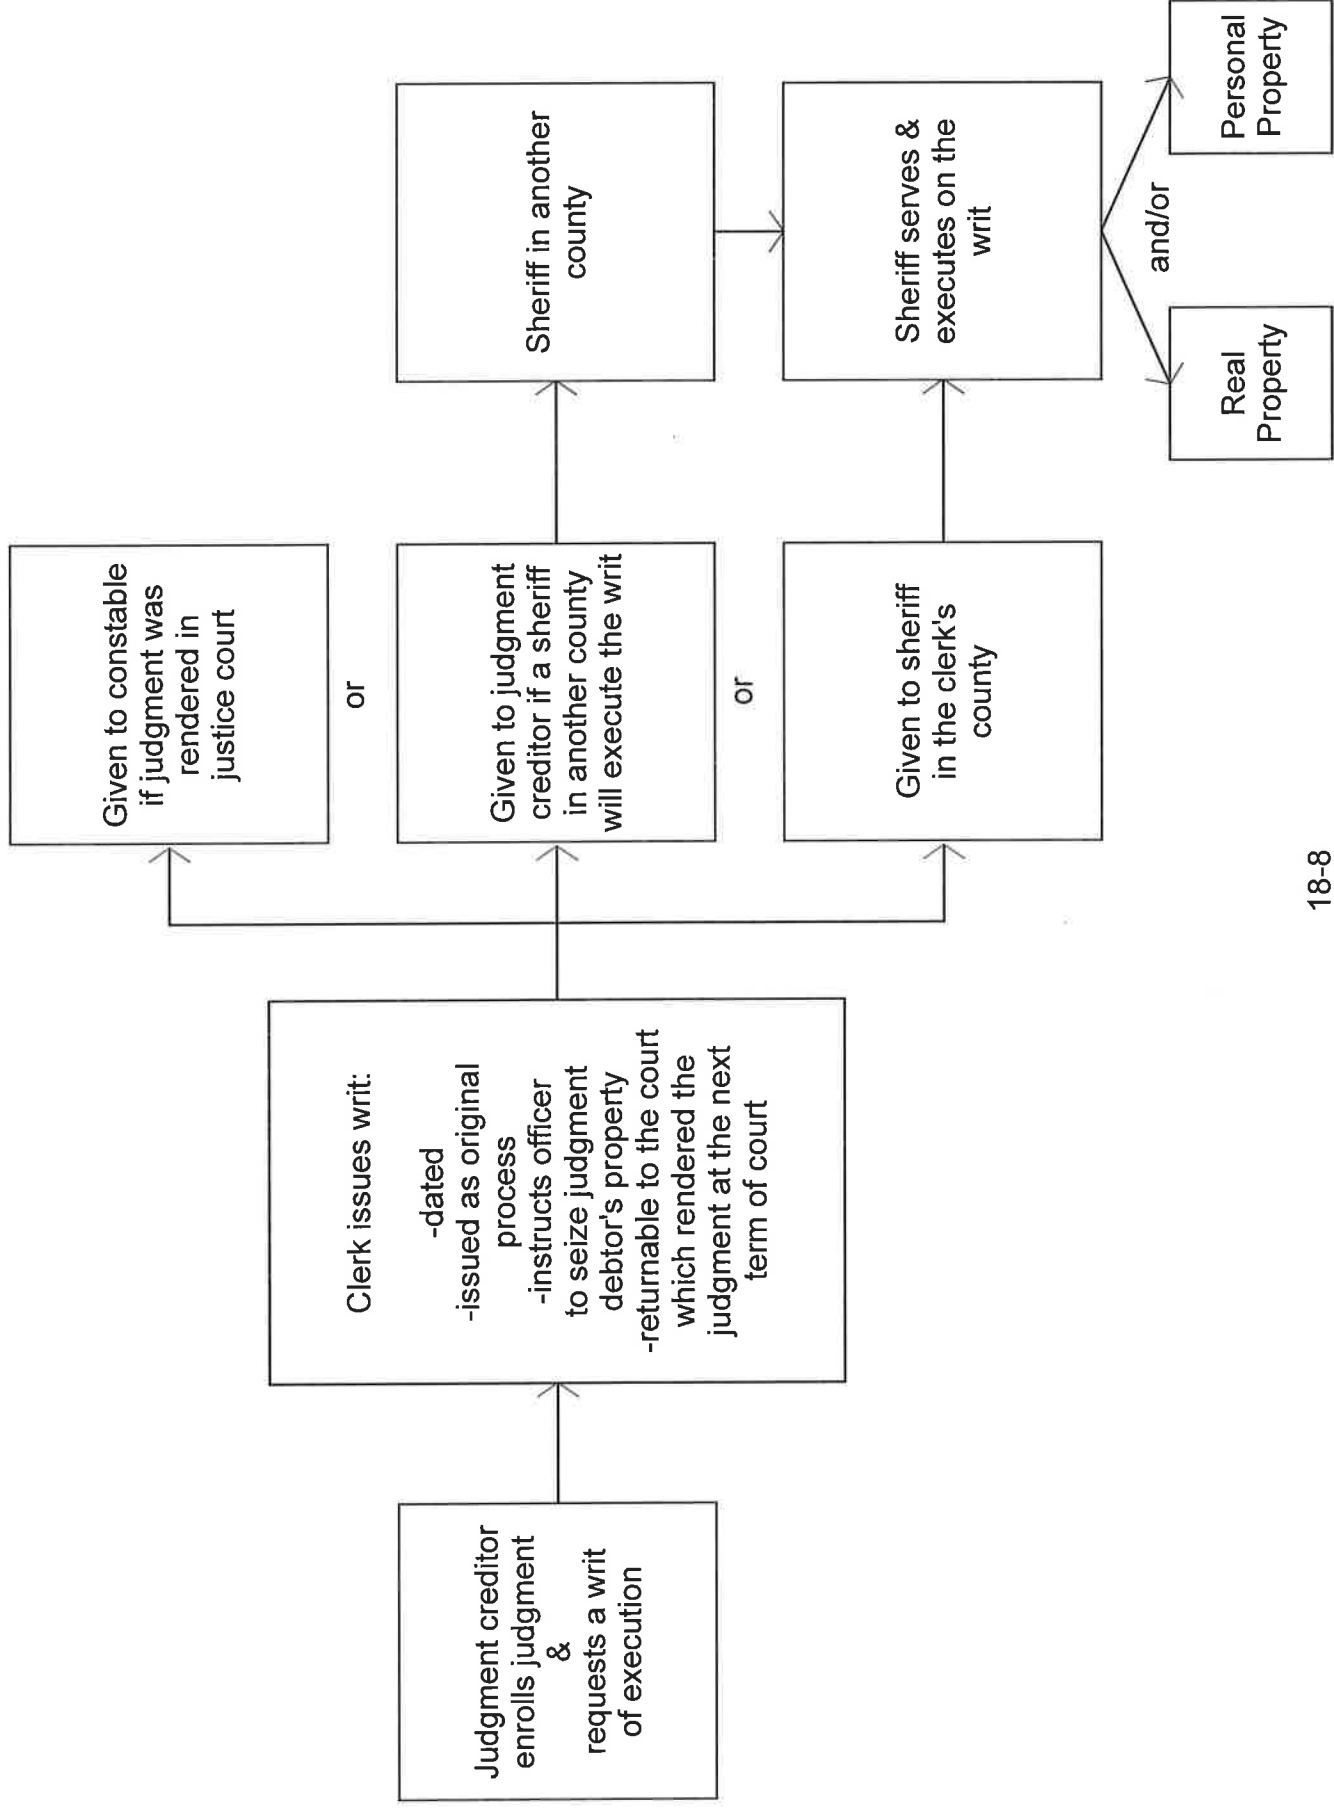 Judgment creditor
enrolls judgment
&
requests a writ
of execution
Clerk issues writ:
-dated
-issued as original
process
-instructs officer
to seize judgment
debtor's property
-returnable to the court
which rendered the
judgment at the next
term of court
Given to constable
if judgment was
rendered in
justice court
or
Given to judgment
creditor if a sheriff
in another county
will execute the writ
or
Given to sheriff
in the clerk's
county
Sheriff in another
county
Sheriff serves &
executes on the
writ
Real
Property
and/or
Personal
Property
18-8